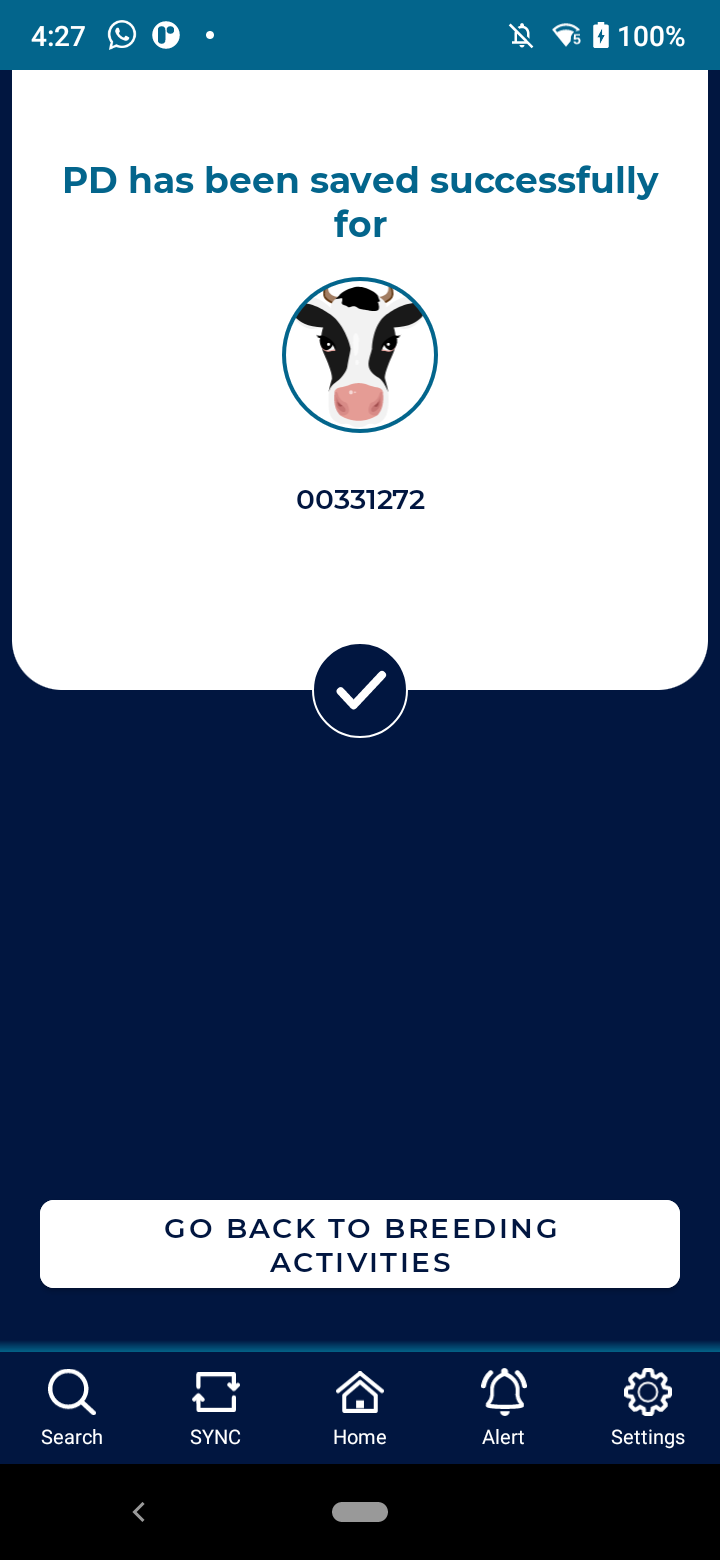 4:27
5
100%
PD has been saved successfully
for
00331272
GO BACK TO BREEDING
ACTIVITIES
Search
SYNC
Home
Alert
Settings